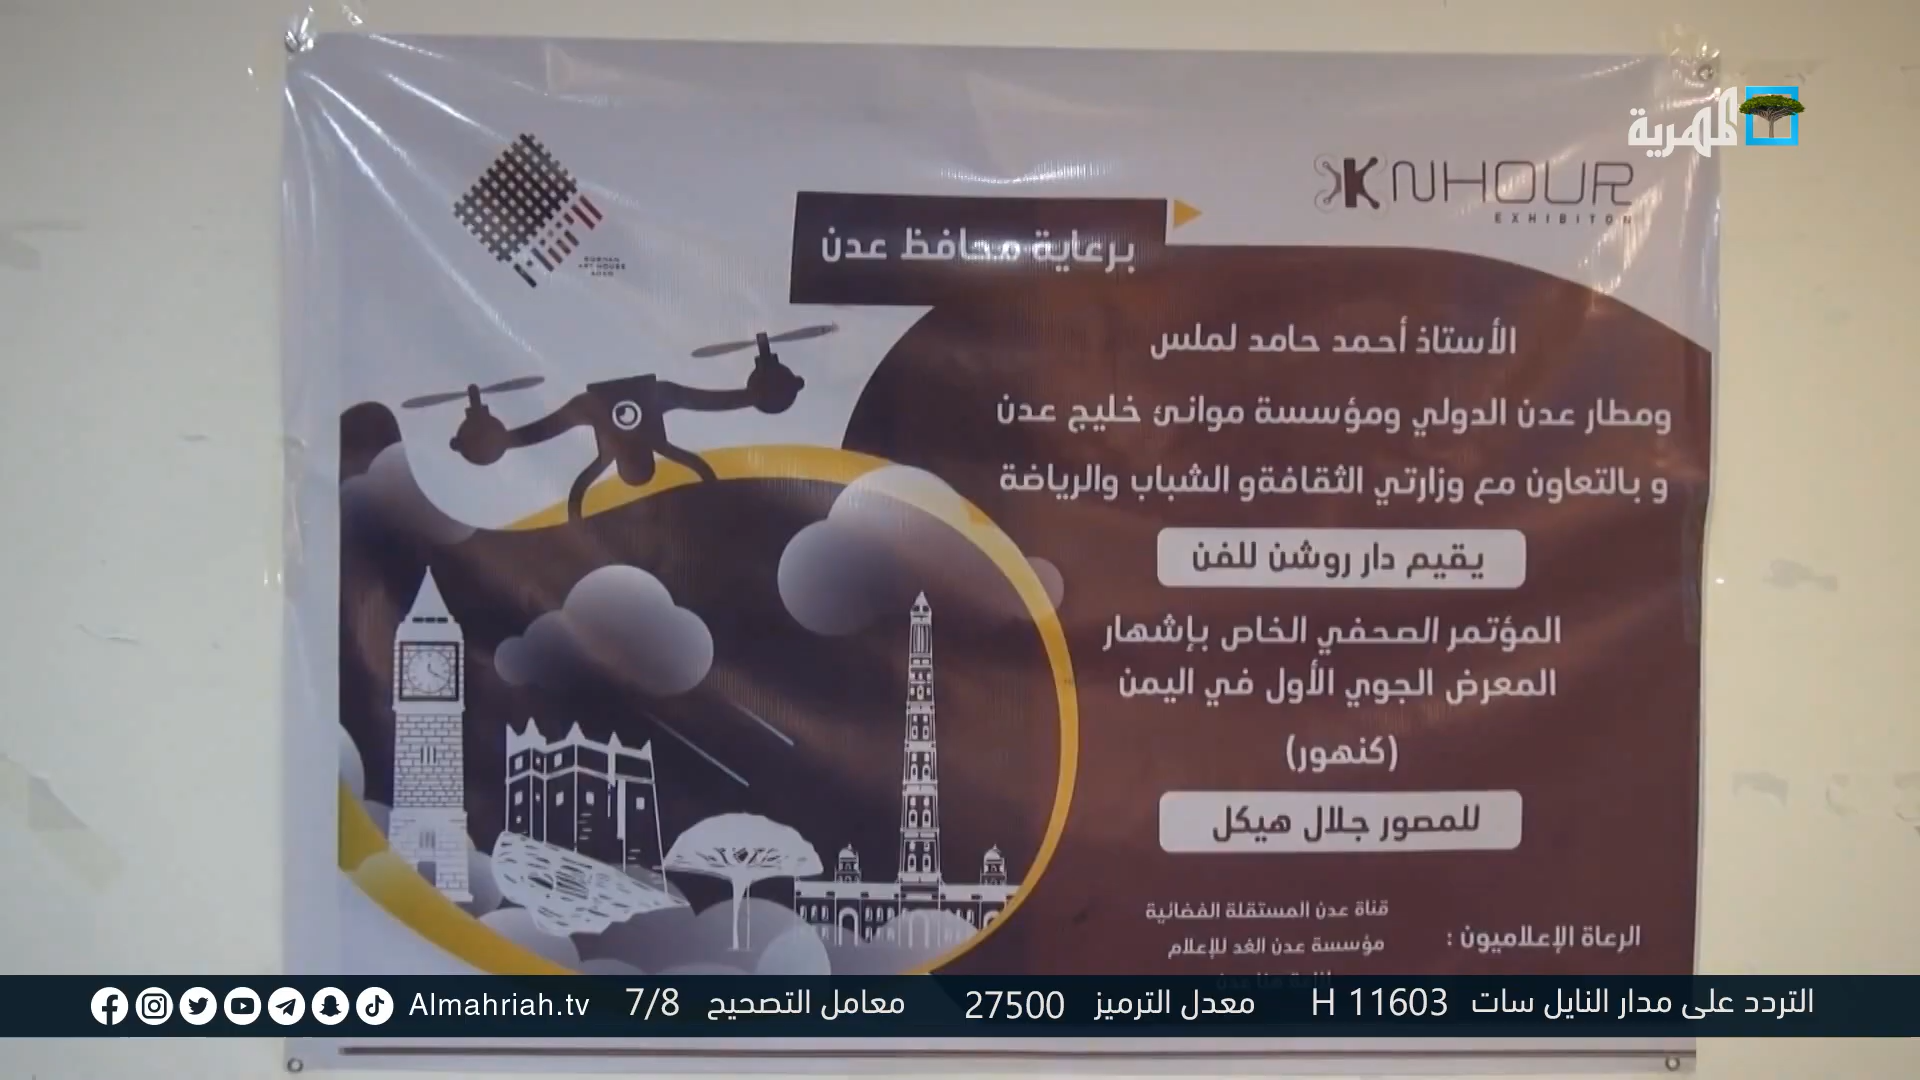 المهرية
KNHOUR
EXHIBITON
برعاية محافظ عدن
الأستاذ أحمد حامد لملس
ومطار عدن الدولي ومؤسسة موانئ خليج عدن
و بالتعاون مع وزارتي الثقافةو الشباب والرياضة
يقيم دار روشن للفن
المؤتمر الصحفي الخاص بإشهار
المعرض الجوي الأول في اليمن
(كنهور)
للمصور جلال هيكل
الرعاة الإعلاميون :
قناة عدن المستقلة الفضائية
مؤسسة عدن الغد للإعلام
التردد على مدار النايل سات H 11603 معدل الترميز 27500 معامل التصحيح 7/8 Almahriah.tv